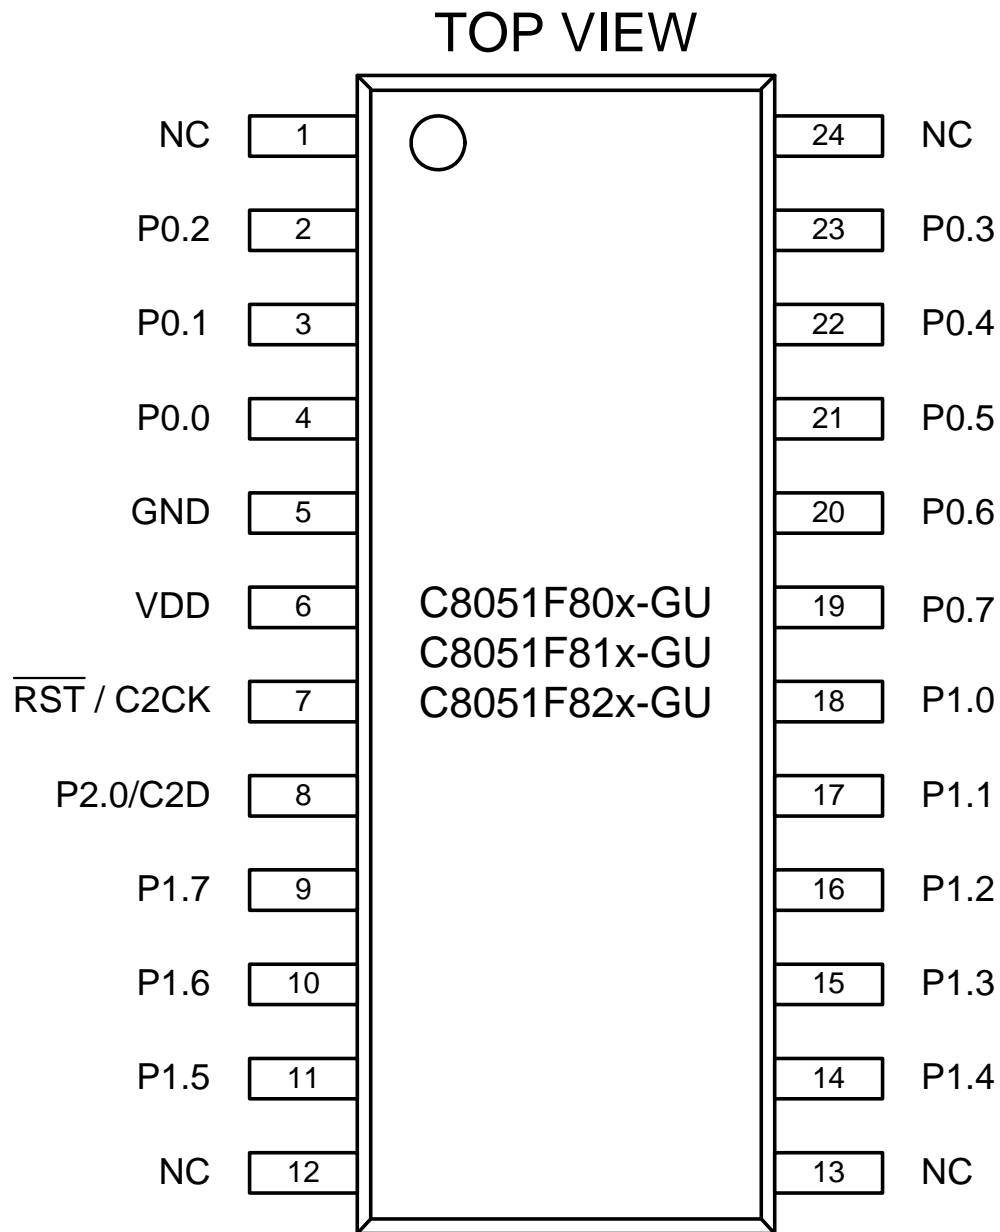 TOP VIEW
NC 1 24 NC
P0.2 2 23 P0.3
P0.1 3 22 P0.4
P0.0 4 21 P0.5
GND 5 20 P0.6
VDD 6 C8051F80x-GU 19 P0.7
C8051F81x-GU
R̅S̅T̅ / C2CK 7 C8051F82x-GU 18 P1.0
P2.0/C2D 8 17 P1.1
P1.7 9 16 P1.2
P1.6 10 15 P1.3
P1.5 11 14 P1.4
NC 12 13 NC